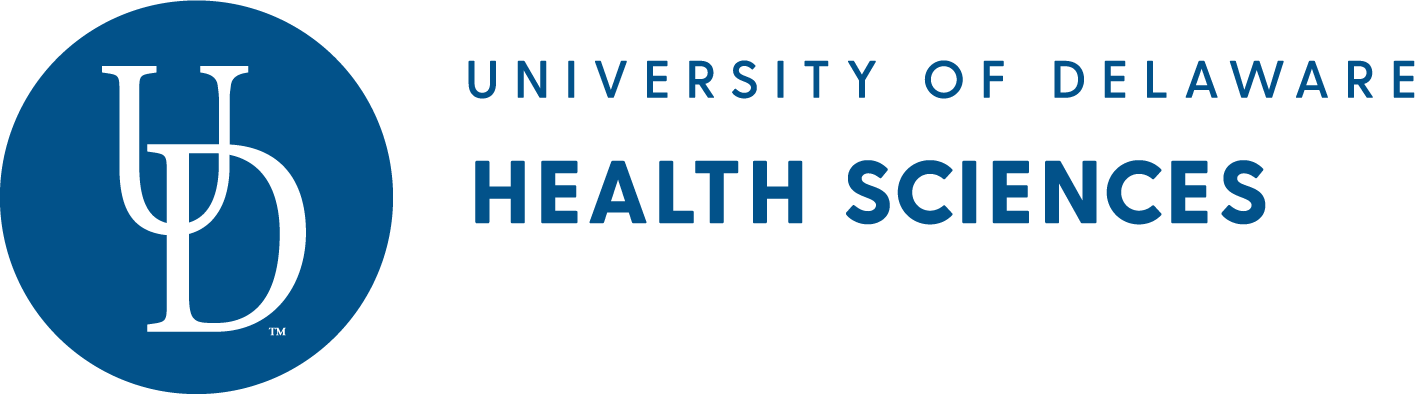 UD
™
UNIVERSITY OF DELAWARE
HEALTH SCIENCES